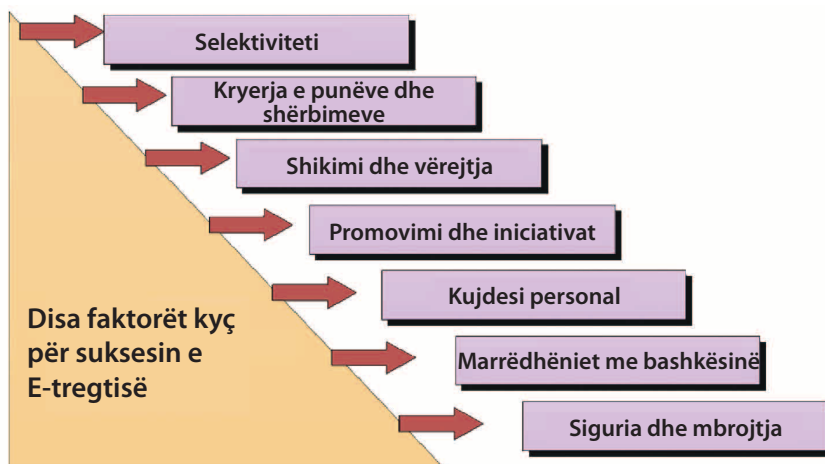 Selektiviteti
Kryerja e punëve dhe
shërbimeve
Shikimi dhe vërejtja
Promovimi dhe iniciativat
Kujdesi personal
Marrëdhëniet me bashkësinë
Siguria dhe mbrojtja
Disa faktorët kyç
për suksesin e
E-tregtisë